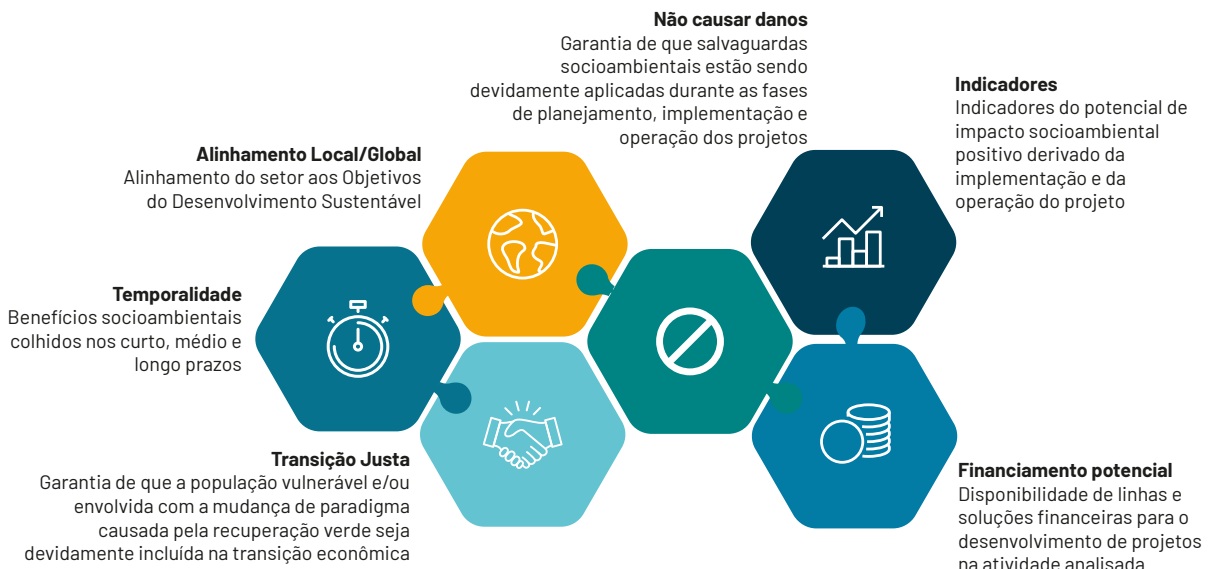 Não causar danos
Garantia de que salvaguardas
socioambientais estão sendo
devidamente aplicadas durante as fases
de planejamento, implementação e
operação dos projetos
Indicadores
Indicadores do potencial de
impacto socioambiental
positivo derivado da
implementação e da
operação do projeto
Alinhamento Local/Global
Alinhamento do setor aos Objetivos
do Desenvolvimento Sustentável
Temporalidade
Benefícios socioambientais
colhidos nos curto, médio e
longo prazos
Transição Justa
Garantia de que a população vulnerável e/ou
envolvida com a mudança de paradigma
causada pela recuperação verde seja
devidamente incluída na transição econômica
Financiamento potencial
Disponibilidade de linhas e
soluções financeiras para o
desenvolvimento de projetos
na atividade analisada